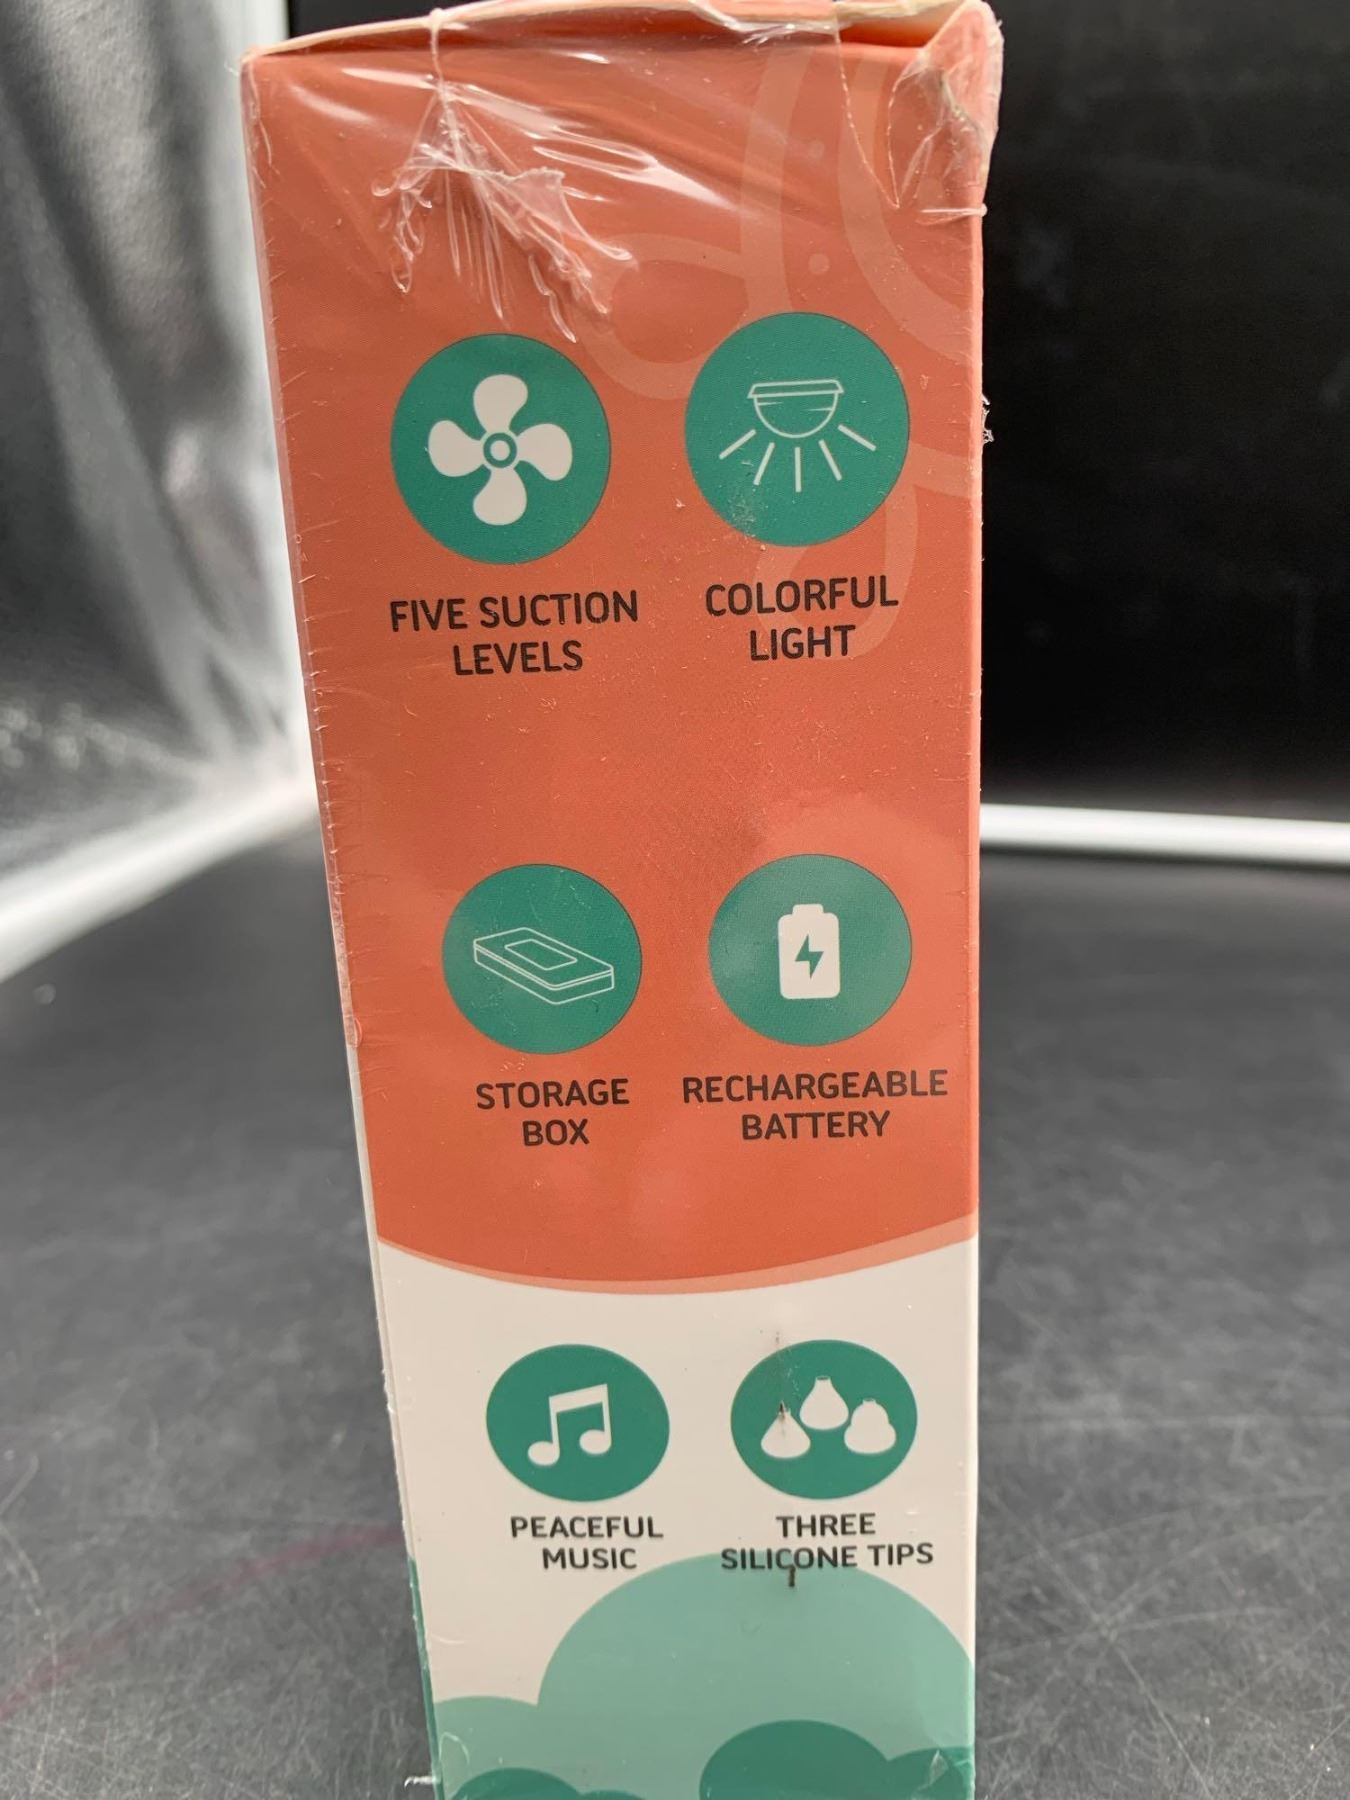 FIVE SUCTION
LEVELS
COLORFUL
LIGHT
STORAGE
BOX
RECHARGEABLE
BATTERY
PEACEFUL
MUSIC
THREE
SILICONE TIPS